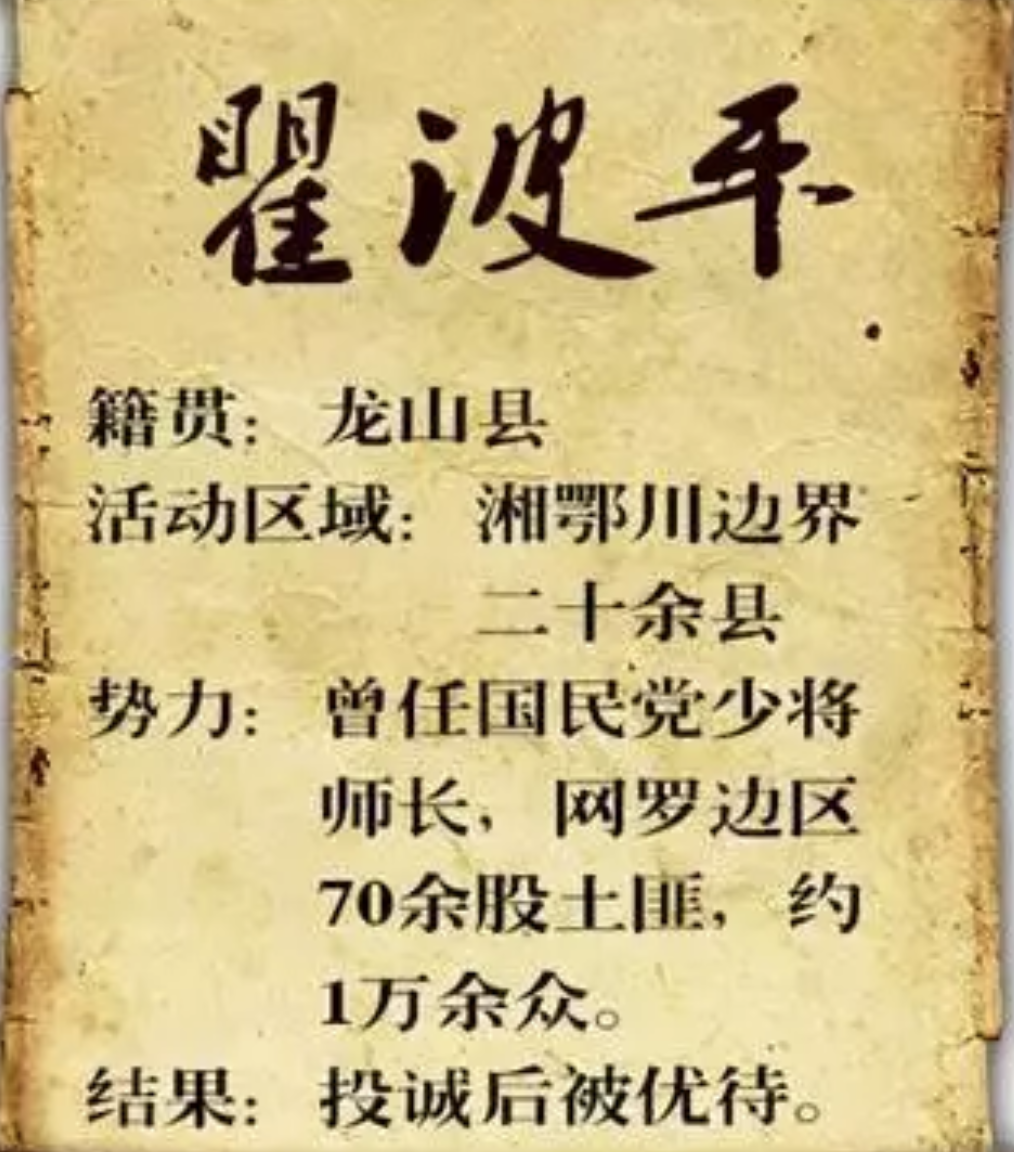 瞿波平
籍贯：龙山县
活动区域：湘鄂川边界
二十余县
势力：曾任国民党少将
师长，网罗边区
70余股土匪，约
1万余众。
结果：投诚后被优待。